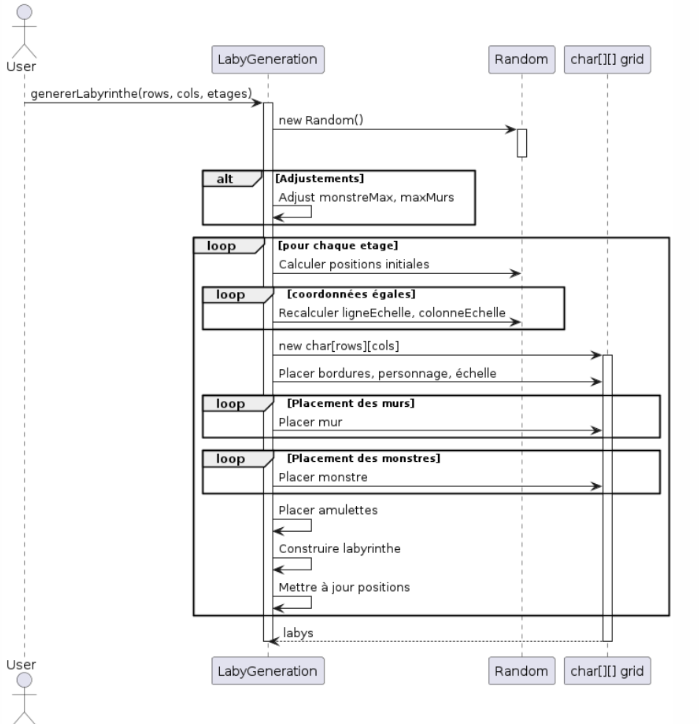 User
LabyGeneration
Random
char[][] grid
genererLabyrinthe(rows, cols, etages)
new Random()
alt [Adjustements]
Adjust monstreMax, maxMurs
loop [pour chaque etage]
Calculer positions initiales
loop [coordonnées égales]
Recalculer ligneEchelle, colonneEchelle
new char[rows][cols]
Placer bordures, personnage, échelle
loop [Placement des murs]
Placer mur
loop [Placement des monstres]
Placer monstre
Placer amulettes
Construire labyrinthe
Mettre à jour positions
labys
User
LabyGeneration
Random
char[][] grid